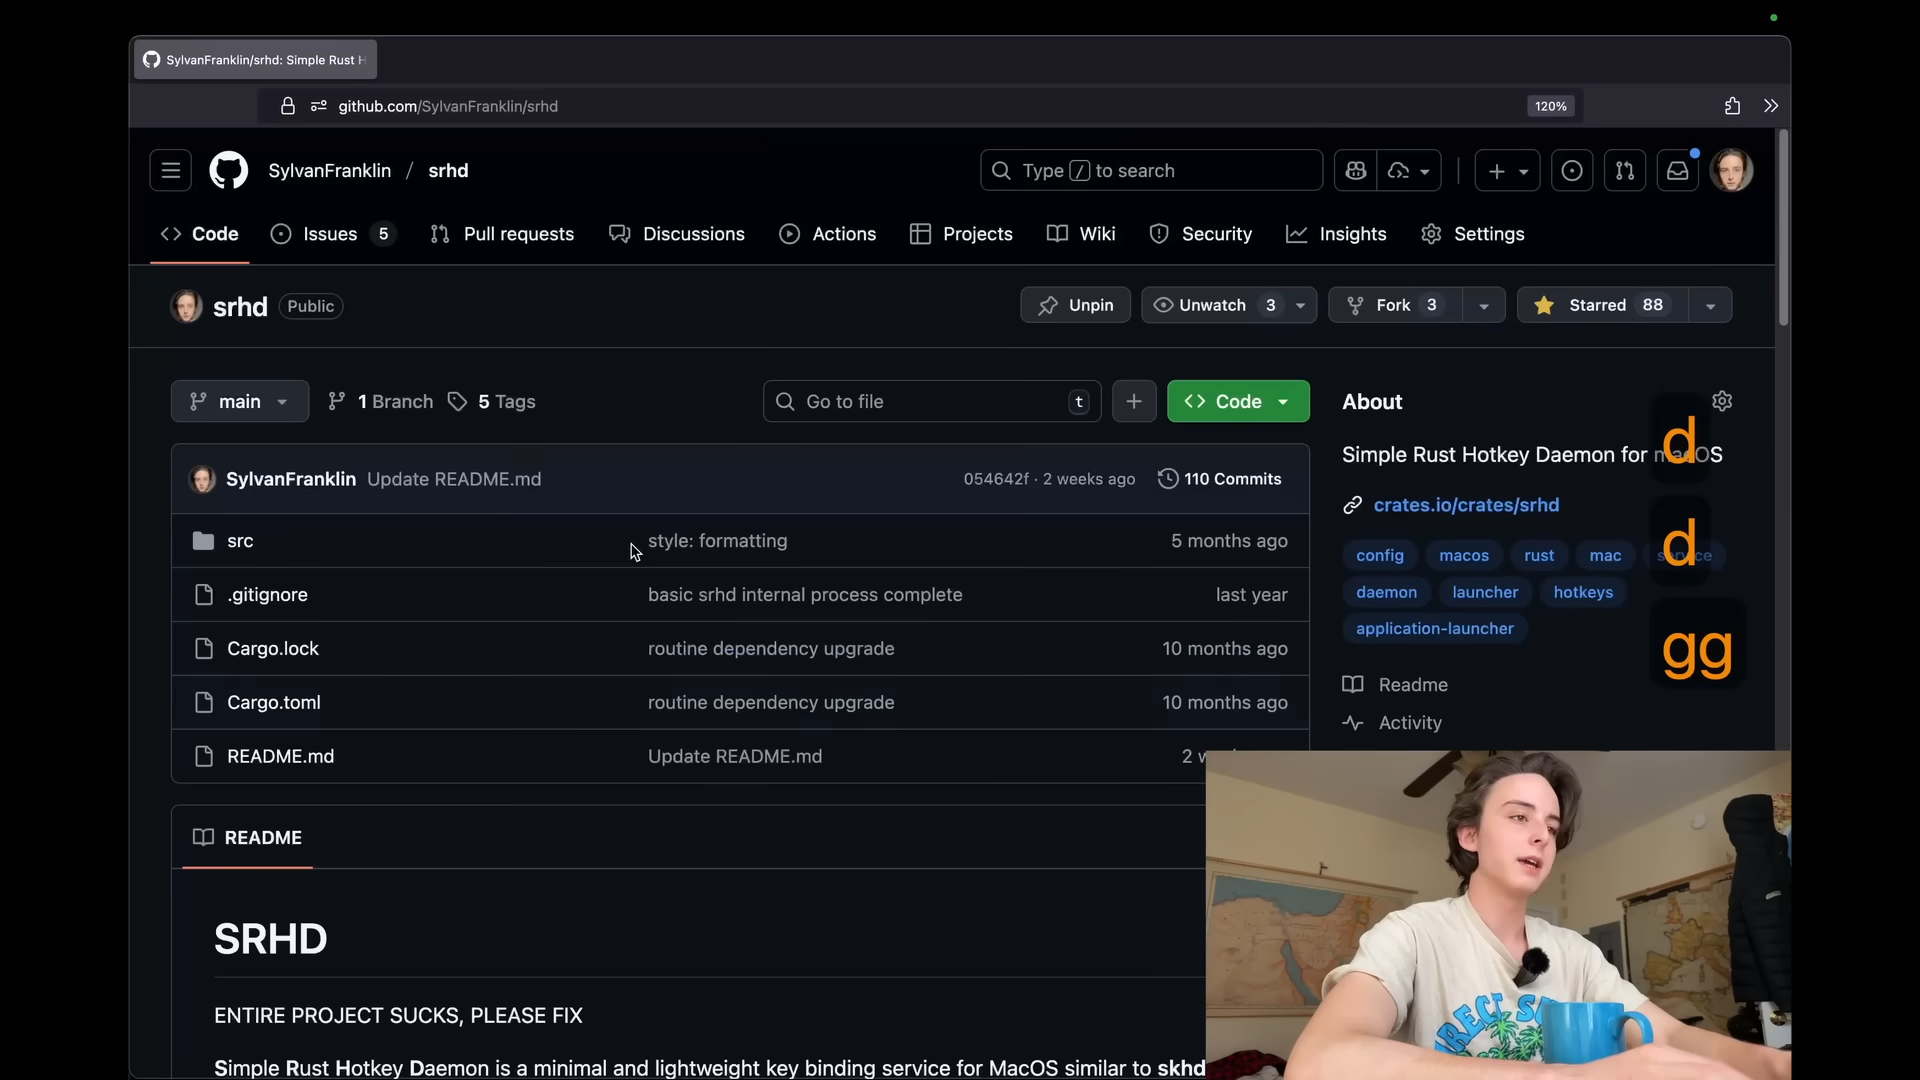 SylvanFranklin/srhd: Simple Rust H
github.com/SylvanFranklin/srhd
120%
SylvanFranklin / srhd
Type / to search
Code
Issues 5
Pull requests
Discussions
Actions
Projects
Wiki
Security
Insights
Settings
srhd Public
Unpin
Unwatch 3
Fork 3
Starred 88
main
1 Branch
5 Tags
Go to file t
Code
SylvanFranklin Update README.md 054642f · 2 weeks ago 110 Commits
src style: formatting 5 months ago
.gitignore basic srhd internal process complete last year
Cargo.lock routine dependency upgrade 10 months ago
Cargo.toml routine dependency upgrade 10 months ago
README.md Update README.md 2 w
README
SRHD
ENTIRE PROJECT SUCKS, PLEASE FIX
Simple Rust Hotkey Daemon is a minimal and lightweight key binding service for MacOS similar to skhd
About
Simple Rust Hotkey Daemon for macOS
crates.io/crates/srhd
config macos rust mac service
daemon launcher hotkeys
application-launcher
Readme
Activity
d
d
gg